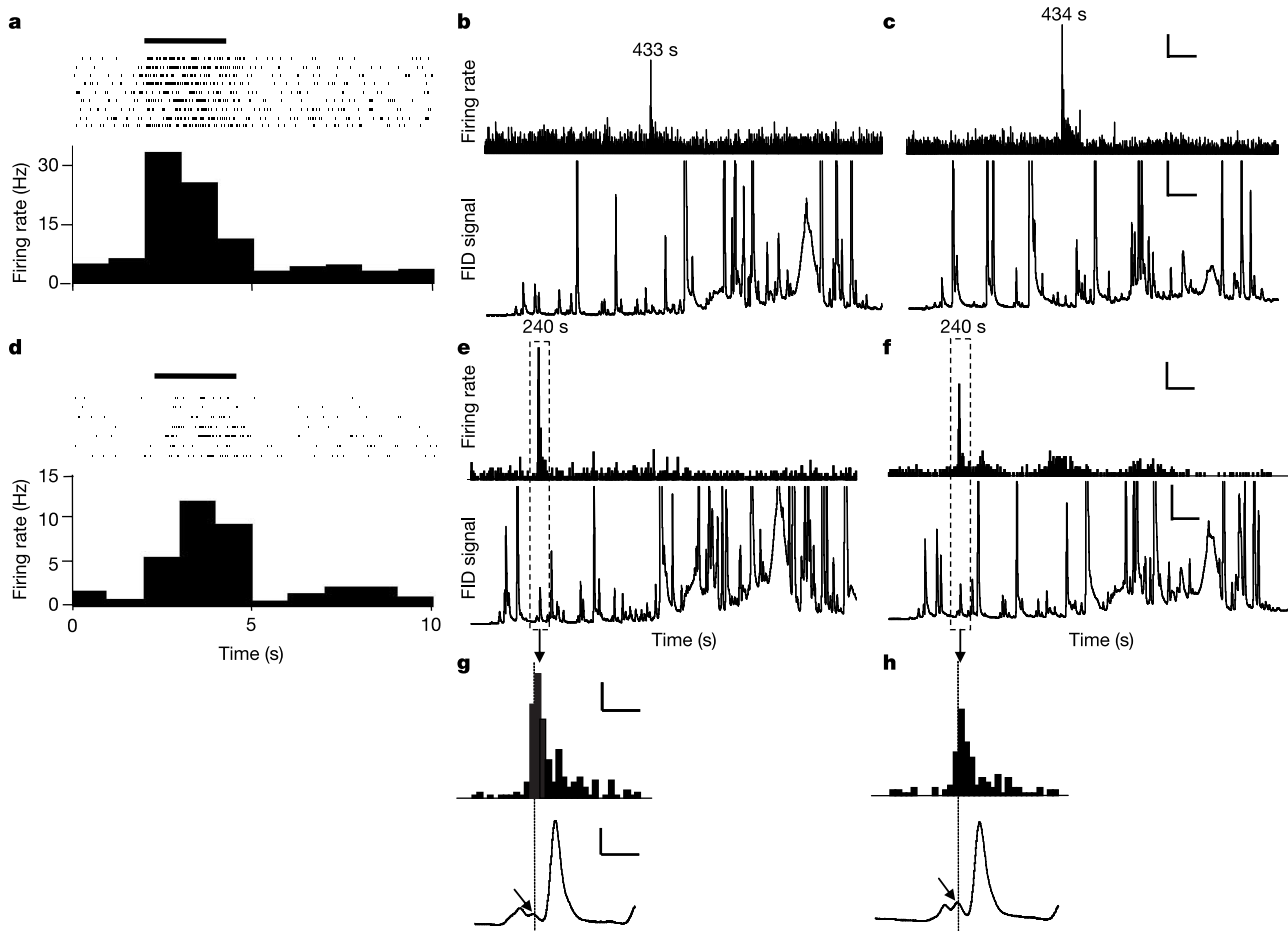 a
Firing rate (Hz)
30
15
0
b
433 s
Firing rate
FID signal
c
434 s
d
Firing rate (Hz)
15
10
5
0
0
5
10
Time (s)
e
240 s
Firing rate
FID signal
Time (s)
f
240 s
Time (s)
g
h